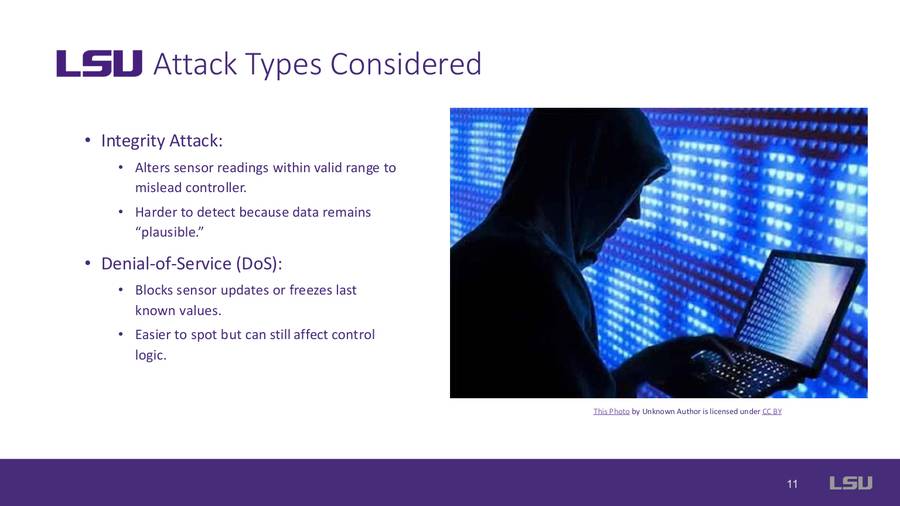 LSU Attack Types Considered
• Integrity Attack:
• Alters sensor readings within valid range to
mislead controller.
• Harder to detect because data remains
“plausible.”
• Denial-of-Service (DoS):
• Blocks sensor updates or freezes last
known values.
• Easier to spot but can still affect control
logic.
This Photo by Unknown Author is licensed under CC BY
11
LSU